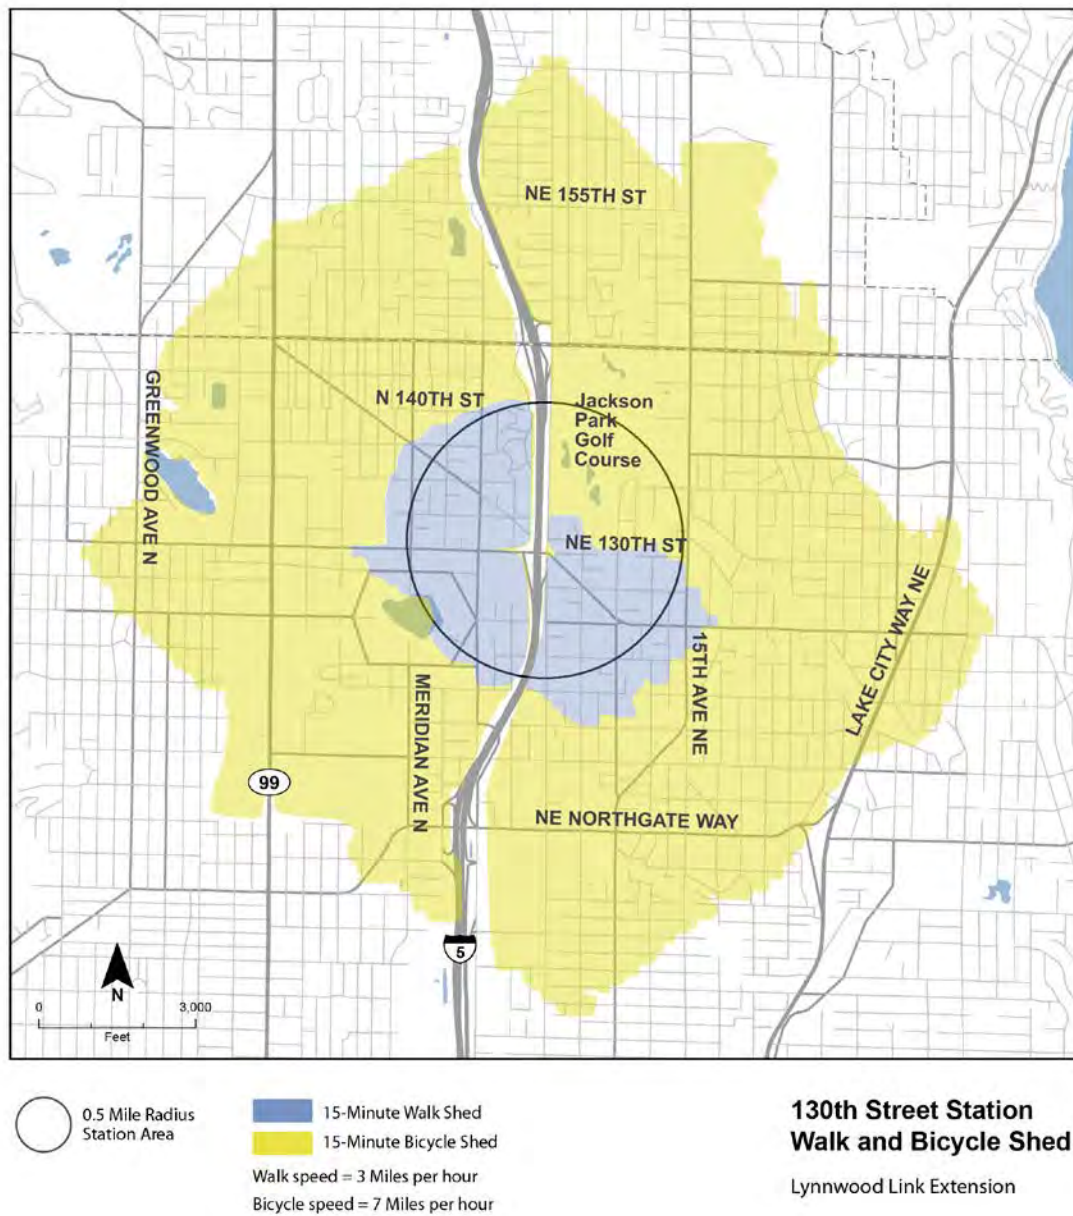 NE 155TH ST
N 140TH ST
Jackson
Park
Golf
Course
GREENWOOD AVE N
NE 130TH ST
LAKE CITY WAY NE
15TH AVE NE
MERIDIAN AVE N
99
NE NORTHGATE WAY
5
N
0 3,000
Feet
0.5 Mile Radius
Station Area
15-Minute Walk Shed
15-Minute Bicycle Shed
Walk speed = 3 Miles per hour
Bicycle speed = 7 Miles per hour
130th Street Station
Walk and Bicycle Shed
Lynnwood Link Extension